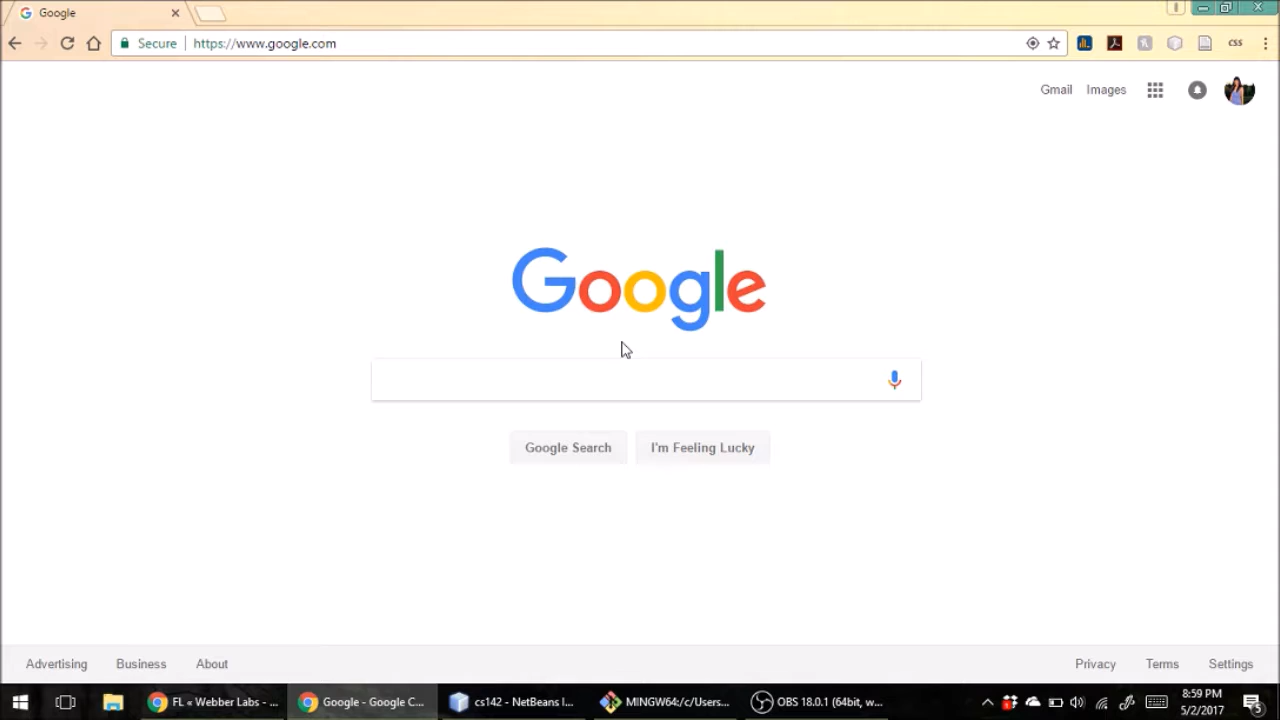 Google
Secure
https://www.google.com
CSS
Gmail
Images
Google
Google Search
I'm Feeling Lucky
Advertising
Business
About
Privacy
Terms
Settings
FL « Webber Labs - ...
Google - Google C...
cs142 - NetBeans I...
MINGW64:/c/Users...
OBS 18.0.1 (64bit, w...
8:59 PM
5/2/2017
5